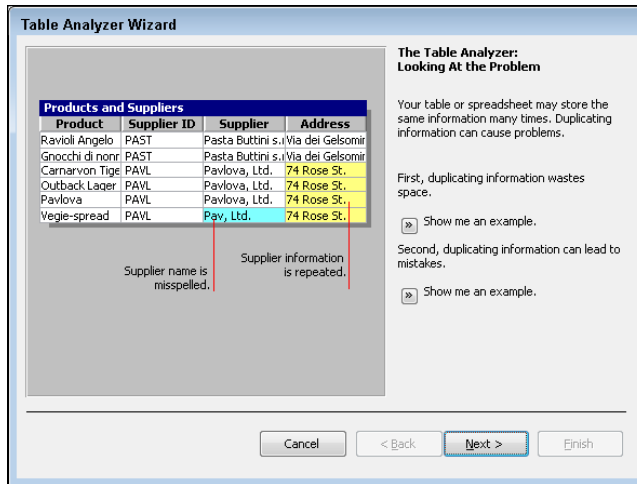 Table Analyzer Wizard
The Table Analyzer:
Looking At the Problem
Products and Suppliers
Product Supplier ID Supplier Address
Ravioli Angelo PAST Pasta Buttini s.r Via dei Gelsomir
Gnocchi di nonr PAST Pasta Buttini s.r Via dei Gelsomir
Carnarvon Tige PAVL Pavlova, Ltd. 74 Rose St.
Outback Lager PAVL Pavlova, Ltd. 74 Rose St.
Pavlova PAVL Pavlova, Ltd. 74 Rose St.
Vegie-spread PAVL Pav, Ltd. 74 Rose St.
Supplier name is
misspelled.
Supplier information
is repeated.
Your table or spreadsheet may store the
same information many times. Duplicating
information can cause problems.
First, duplicating information wastes
space.
Show me an example.
Second, duplicating information can lead to
mistakes.
Show me an example.
Cancel < Back Next > Finish